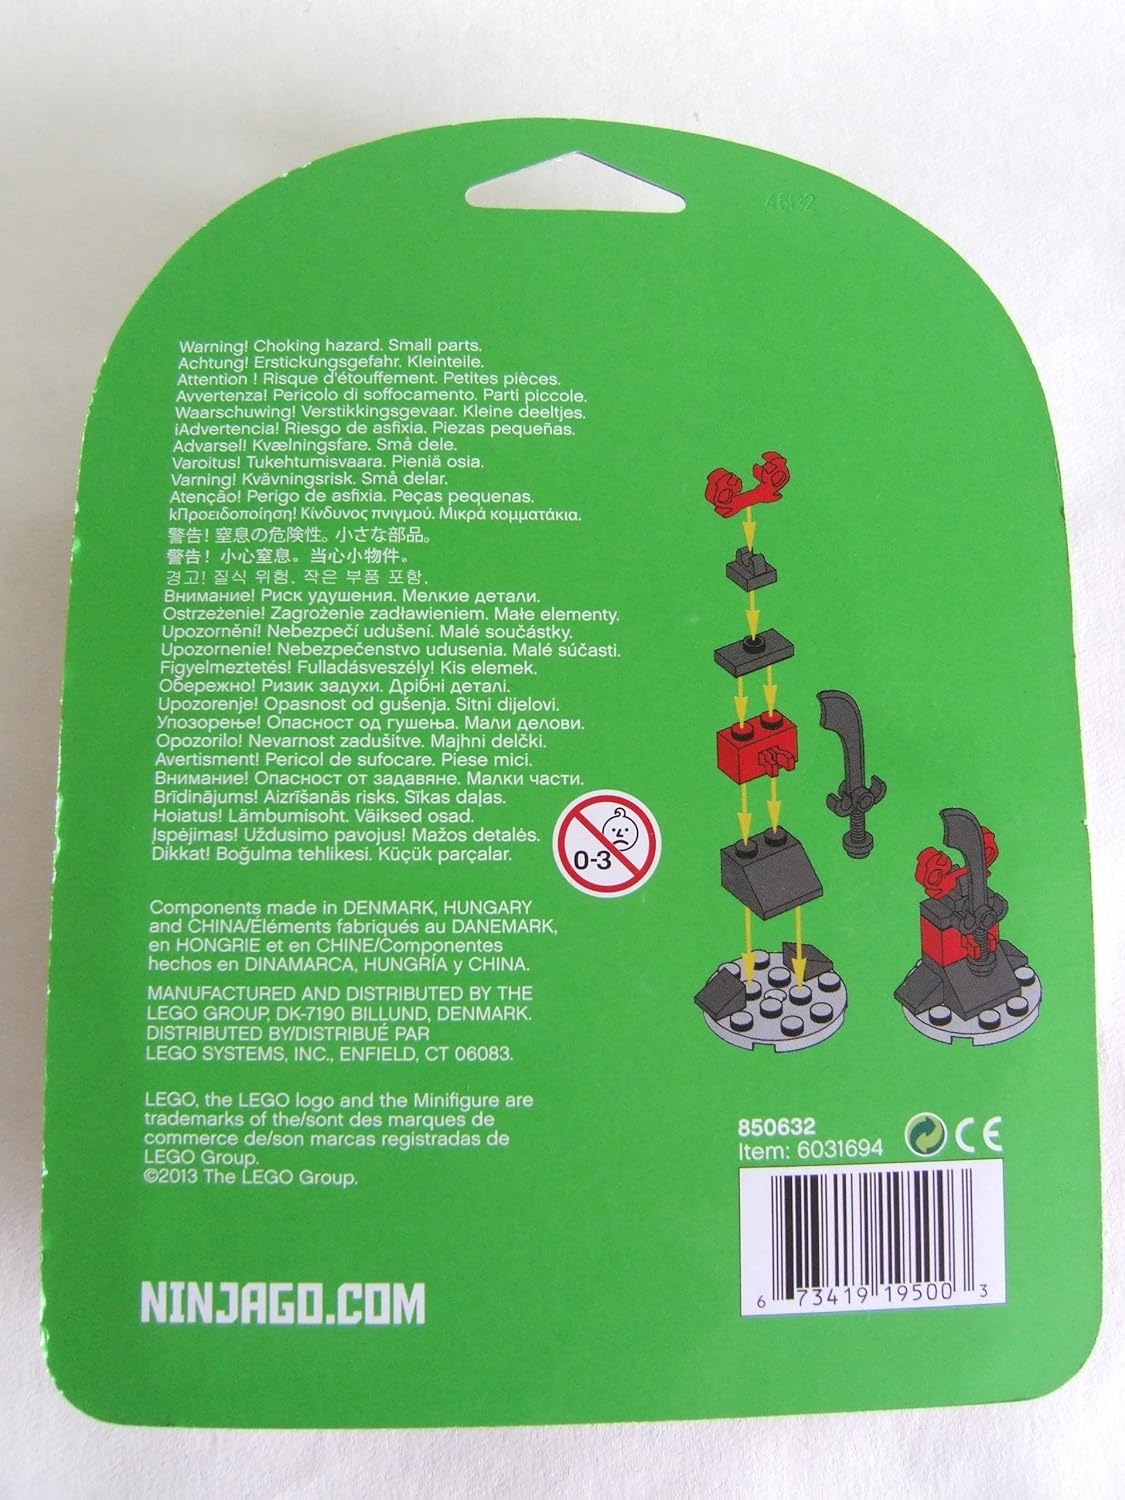 Warning! Choking hazard. Small parts.
Achtung! Erstickungsgefahr. Kleinteile.
Attention ! Risque d'étouffement. Petites pièces.
Avvertenza! Pericolo di soffocamento. Parti piccole.
Waarschuwing! Verstikkingsgevaar. Kleine deeltjes.
¡Advertencia! Riesgo de asfixia. Piezas pequeñas.
Advarsel! Kvælningsfare. Små dele.
Varoitus! Tukehtumisvaara. Pieniä osia.
Varning! Kvävningsrisk. Små delar.
Atenção! Perigo de asfixia. Peças pequenas.
kΠροειδοποίηση! Κίνδυνος πνιγμού. Μικρά κομματάκια.
警告! 窒息の危険性。小さな部品。
警告! 小心窒息。当心小物件。
경고! 질식 위험. 작은 부품 포함.
Внимание! Риск удушения. Мелкие детали.
Ostrzeżenie! Zagrożenie zadławieniem. Małe elementy.
Upozornění! Nebezpečí udušení. Malé součástky.
Upozornenie! Nebezpečenstvo udusenia. Malé súčasti.
Figyelmeztetés! Fulladásveszély! Kis elemek.
Обережно! Ризик задухи. Дрібні деталі.
Upozorenje! Opasnost od gušenja. Sitni dijelovi.
Упозорење! Опасност од гушења. Мали делови.
Opozorilo! Nevarnost zadušitve. Majhni delčki.
Avertisment! Pericol de sufocare. Piese mici.
Внимание! Опасност от задавяне. Малки части.
Brīdinājums! Aizrīšanās risks. Sīkas daļas.
Hoiatus! Lämbumisoht. Väiksed osad.
Įspėjimas! Uždusimo pavojus! Mažos detalės.
Dikkat! Boğulma tehlikesi. Küçük parçalar.
0-3
Components made in DENMARK, HUNGARY
and CHINA/Éléments fabriqués au DANEMARK,
en HONGRIE et en CHINE/Componentes
hechos en DINAMARCA, HUNGRÍA y CHINA.
MANUFACTURED AND DISTRIBUTED BY THE
LEGO GROUP, DK-7190 BILLUND, DENMARK.
DISTRIBUTED BY/DISTRIBUÉ PAR
LEGO SYSTEMS, INC., ENFIELD, CT 06083.
LEGO, the LEGO logo and the Minifigure are
trademarks of the/sont des marques de
commerce de/son marcas registradas de
LEGO Group.
©2013 The LEGO Group.
NINJAGO.COM
850632
Item: 6031694
CE
6 73419 19500 3